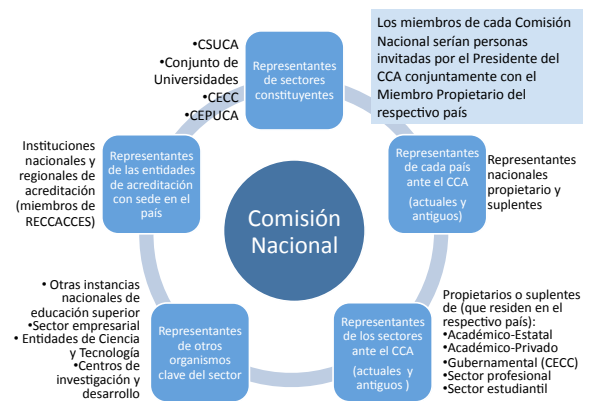 •CSUCA
•Conjunto de
Universidades
•CECC
•CEPUCA
Representantes
de sectores
constituyentes
Los miembros de cada Comisión
Nacional serían personas
invitadas por el Presidente del
CCA conjuntamente con el
Miembro Propietario del
respectivo país
Instituciones
nacionales y
regionales de
acreditación
(miembros de
RECCACCES)
Representantes
de las entidades
de acreditación
con sede en el
país
Representantes
de cada país
ante el CCA
(actuales y
antiguos)
Representantes
nacionales
propietario y
suplentes
Comisión
Nacional
• Otras instancias
nacionales de
educación superior
•Sector empresarial
• Entidades de Ciencia
y Tecnología
• Centros de
investigación y
desarrollo
Representantes
de otros
organismos
clave del sector
Representantes
de los sectores
ante el CCA
(actuales y
antiguos )
Propietarios o suplentes
de (que residen en el
respectivo país):
•Académico-Estatal
•Académico-Privado
•Gubernamental (CECC)
•Sector profesional
•Sector estudiantil